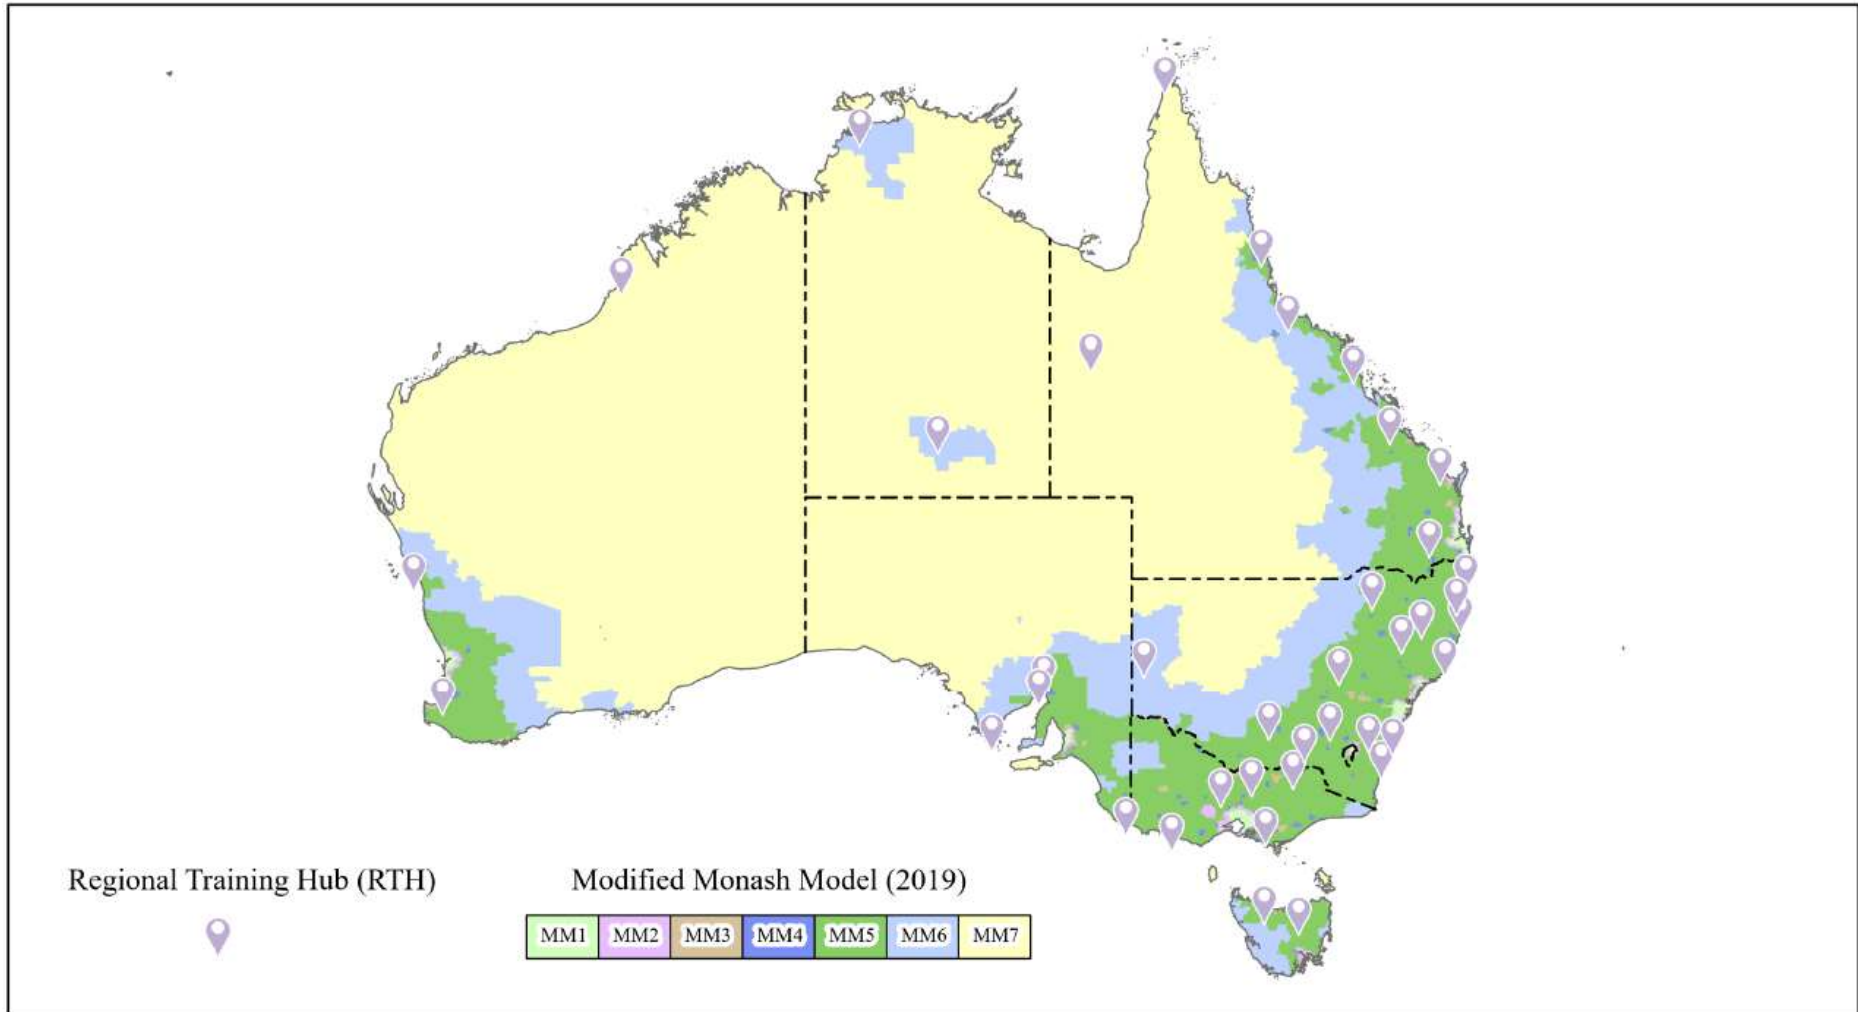 Regional Training Hub (RTH)
Modified Monash Model (2019)
MM1 MM2 MM3 MM4 MM5 MM6 MM7